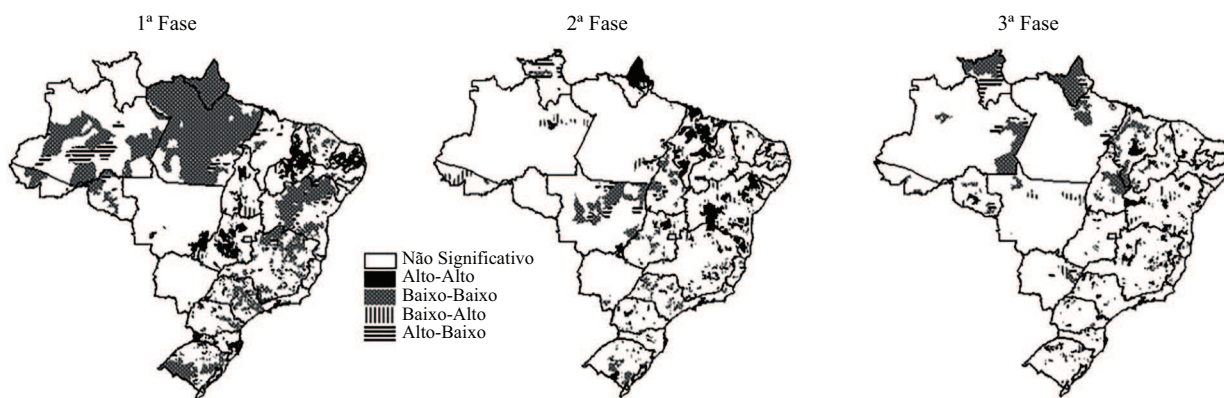 1ª Fase
2ª Fase
3ª Fase
Não Significativo
Alto-Alto
Baixo-Baixo
Baixo-Alto
Alto-Baixo